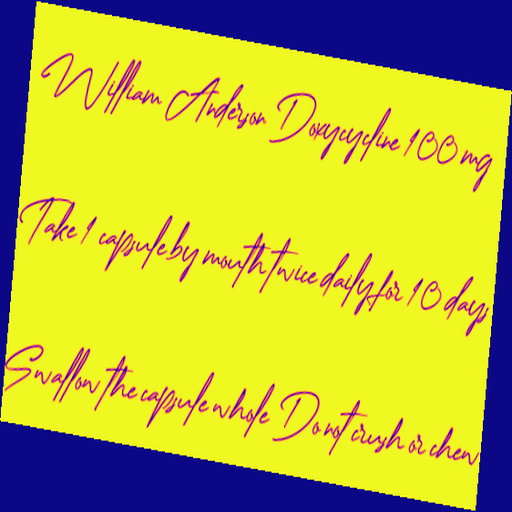 William Anderson Doxycycline 100 mg
Take 1 capsule by mouth twice daily for 10 days
Swallow the capsule whole Do not crush or chew